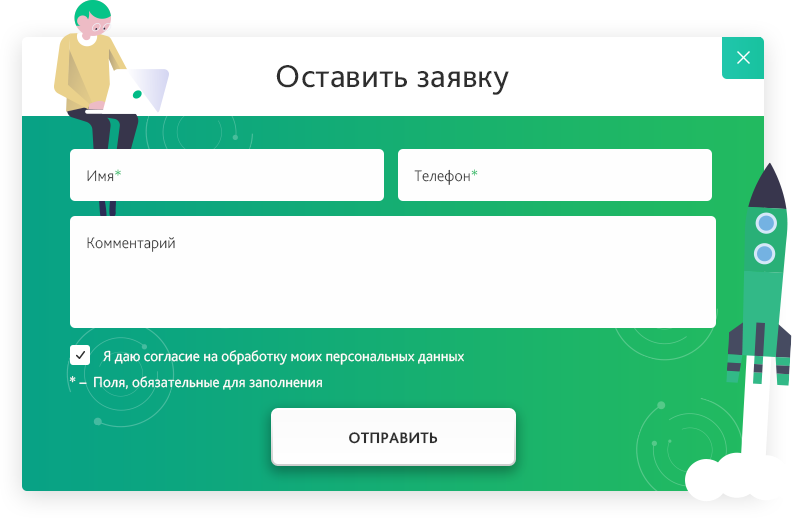 Оставить заявку
Имя*
Телефон*
Комментарий
Я даю согласие на обработку моих персональных данных
* – Поля, обязательные для заполнения
ОТПРАВИТЬ